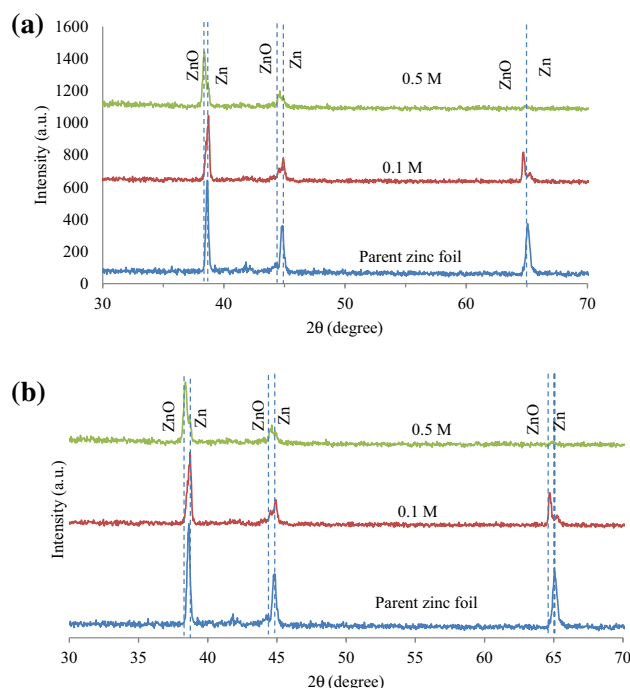 (a)
1600
1400
1200
1000
800
600
400
200
0
Intensity (a.u.)
ZnO
Zn
ZnO
Zn
ZnO
Zn
0.5 M
0.1 M
Parent zinc foil
30 40 50 60 70
2θ (degree)
(b)
Intensity (a.u.)
ZnO
Zn
ZnO
Zn
ZnO
Zn
0.5 M
0.1 M
Parent zinc foil
30 35 40 45 50 55 60 65 70
2θ (degree)